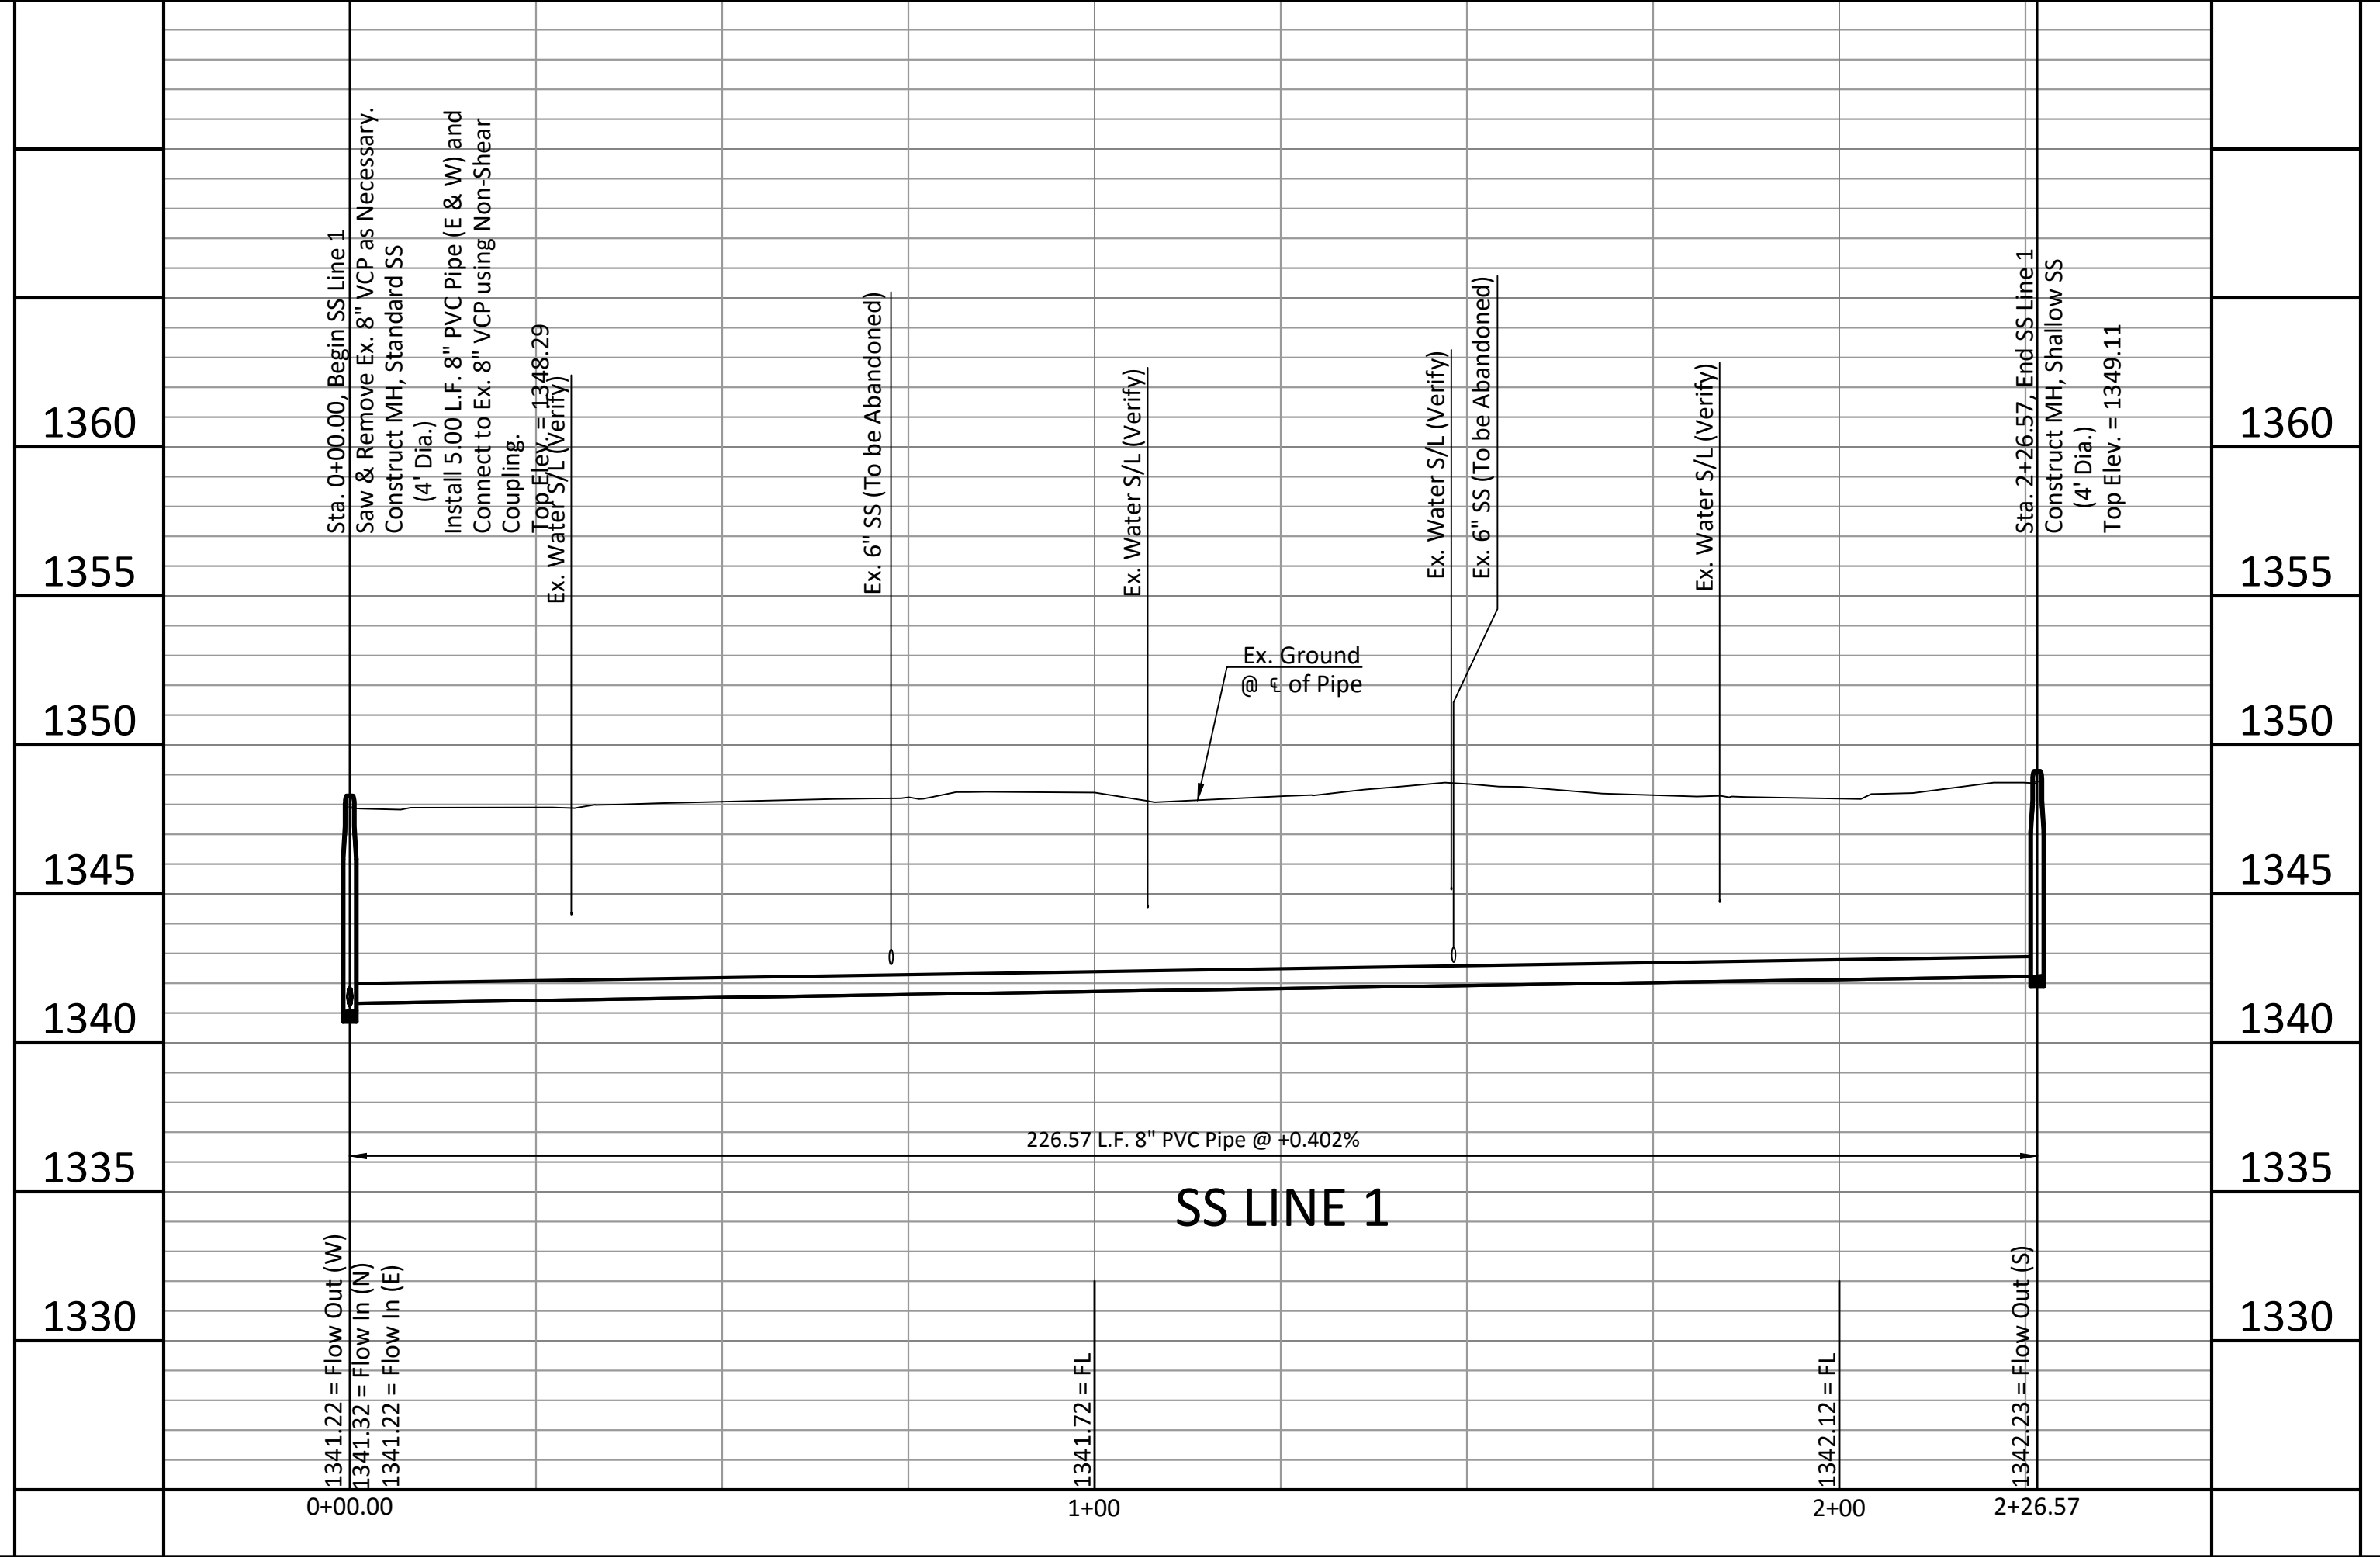 Sta. 0+00.00, Begin SS Line 1
Saw & Remove Ex. 8" VCP as Necessary.
Construct MH, Standard SS
(4' Dia.)
Install 5.00 L.F. 8" PVC Pipe (E & W) and
Connect to Ex. 8" VCP using Non-Shear
Coupling.
Top Elev. = 1348.29
Ex. Water S/L (Verify)
Ex. 6" SS (To be Abandoned)
Ex. Water S/L (Verify)
Ex. Water S/L (Verify)
Ex. 6" SS (To be Abandoned)
Ex. Water S/L (Verify)
Sta. 2+26.57, End SS Line 1
Construct MH, Shallow SS
(4' Dia.)
Top Elev. = 1349.11
1360
1360
1355
1355
Ex. Ground
@ ℄ of Pipe
1350
1350
1345
1345
1340
1340
226.57 L.F. 8" PVC Pipe @ +0.402%
1335
1335
SS LINE 1
1330
1330
1341.22 = Flow Out (W)
1341.32 = Flow In (N)
1341.22 = Flow In (E)
1341.72 = FL
1342.12 = FL
1342.23 = Flow Out (S)
0+00.00
1+00
2+00
2+26.57